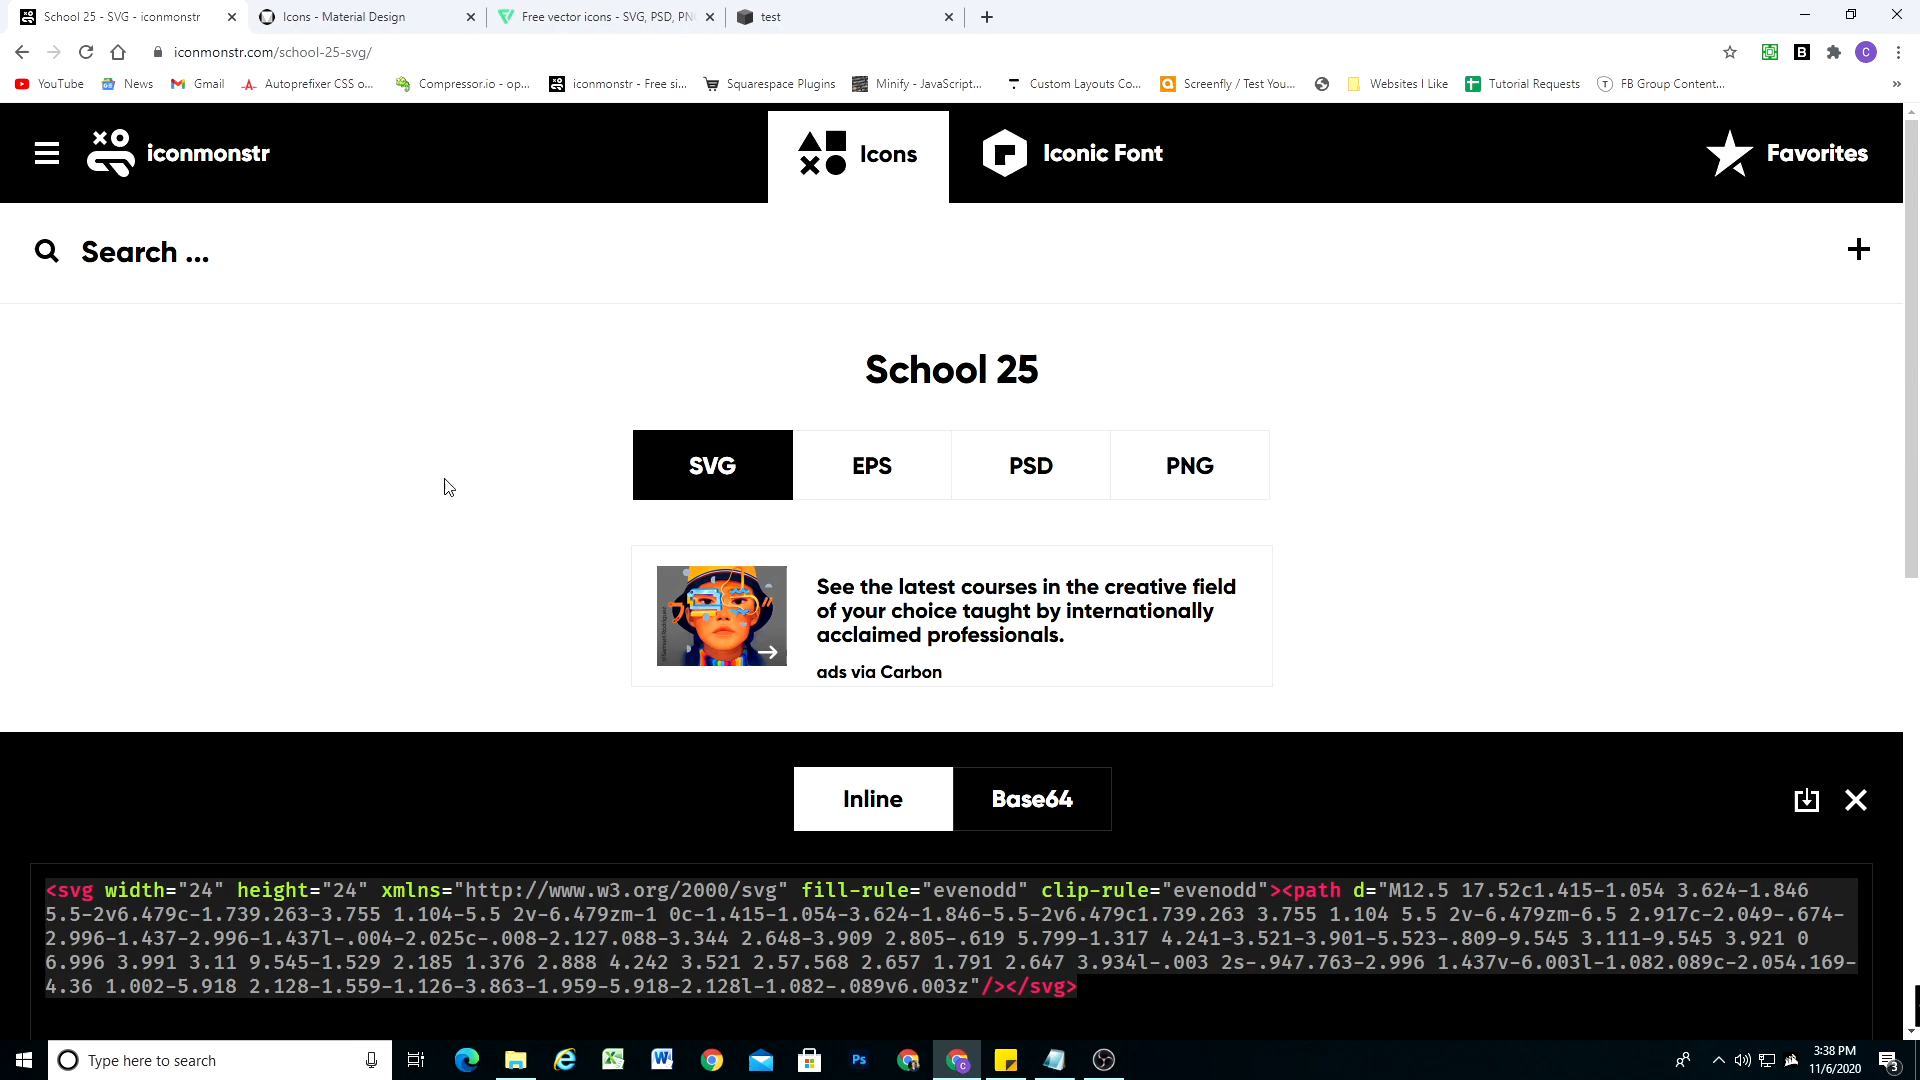 School 25 - SVG - iconmonstr
Icons - Material Design
Free vector icons - SVG, PSD, PN
test
iconmonstr.com/school-25-svg/
C
B
YouTube
News
Gmail
Autoprefixer CSS o...
Compressor.io - op...
iconmonstr - Free si...
Squarespace Plugins
Minify - JavaScript...
Custom Layouts Co...
Screenfly / Test You...
Websites I Like
Tutorial Requests
FB Group Content...
»
iconmonstr
Icons
Iconic Font
Favorites
Search ...
School 25
SVG
EPS
PSD
PNG
See the latest courses in the creative field
of your choice taught by internationally
acclaimed professionals.
ads via Carbon
Inline
Base64
<svg width="24" height="24" xmlns="http://www.w3.org/2000/svg" fill-rule="evenodd" clip-rule="evenodd"><path d="M12.5 17.52c1.415-1.054 3.624-1.846
5.5-2v6.479c-1.739.263-3.755 1.104-5.5 2v-6.479zm-1 0c-1.415-1.054-3.624-1.846-5.5-2v6.479c1.739.263 3.755 1.104 5.5 2v-6.479zm-6.5 2.917c-2.049-.674-
2.996-1.437-2.996-1.437l-.004-2.025c-.008-2.127.088-3.344 2.648-3.909 2.805-.619 5.799-1.317 4.241-3.521-3.901-5.523-.809-9.545 3.111-9.545 3.921 0
6.996 3.991 3.11 9.545-1.529 2.185 1.376 2.888 4.242 3.521 2.57.568 2.657 1.791 2.647 3.934l-.003 2s-.947.763-2.996 1.437v-6.003l-1.082.089c-2.054.169-
4.36 1.002-5.918 2.128-1.559-1.126-3.863-1.959-5.918-2.128l-1.082-.089v6.003z"/></svg>
Type here to search
Ps
C
3:38 PM
11/6/2020
3